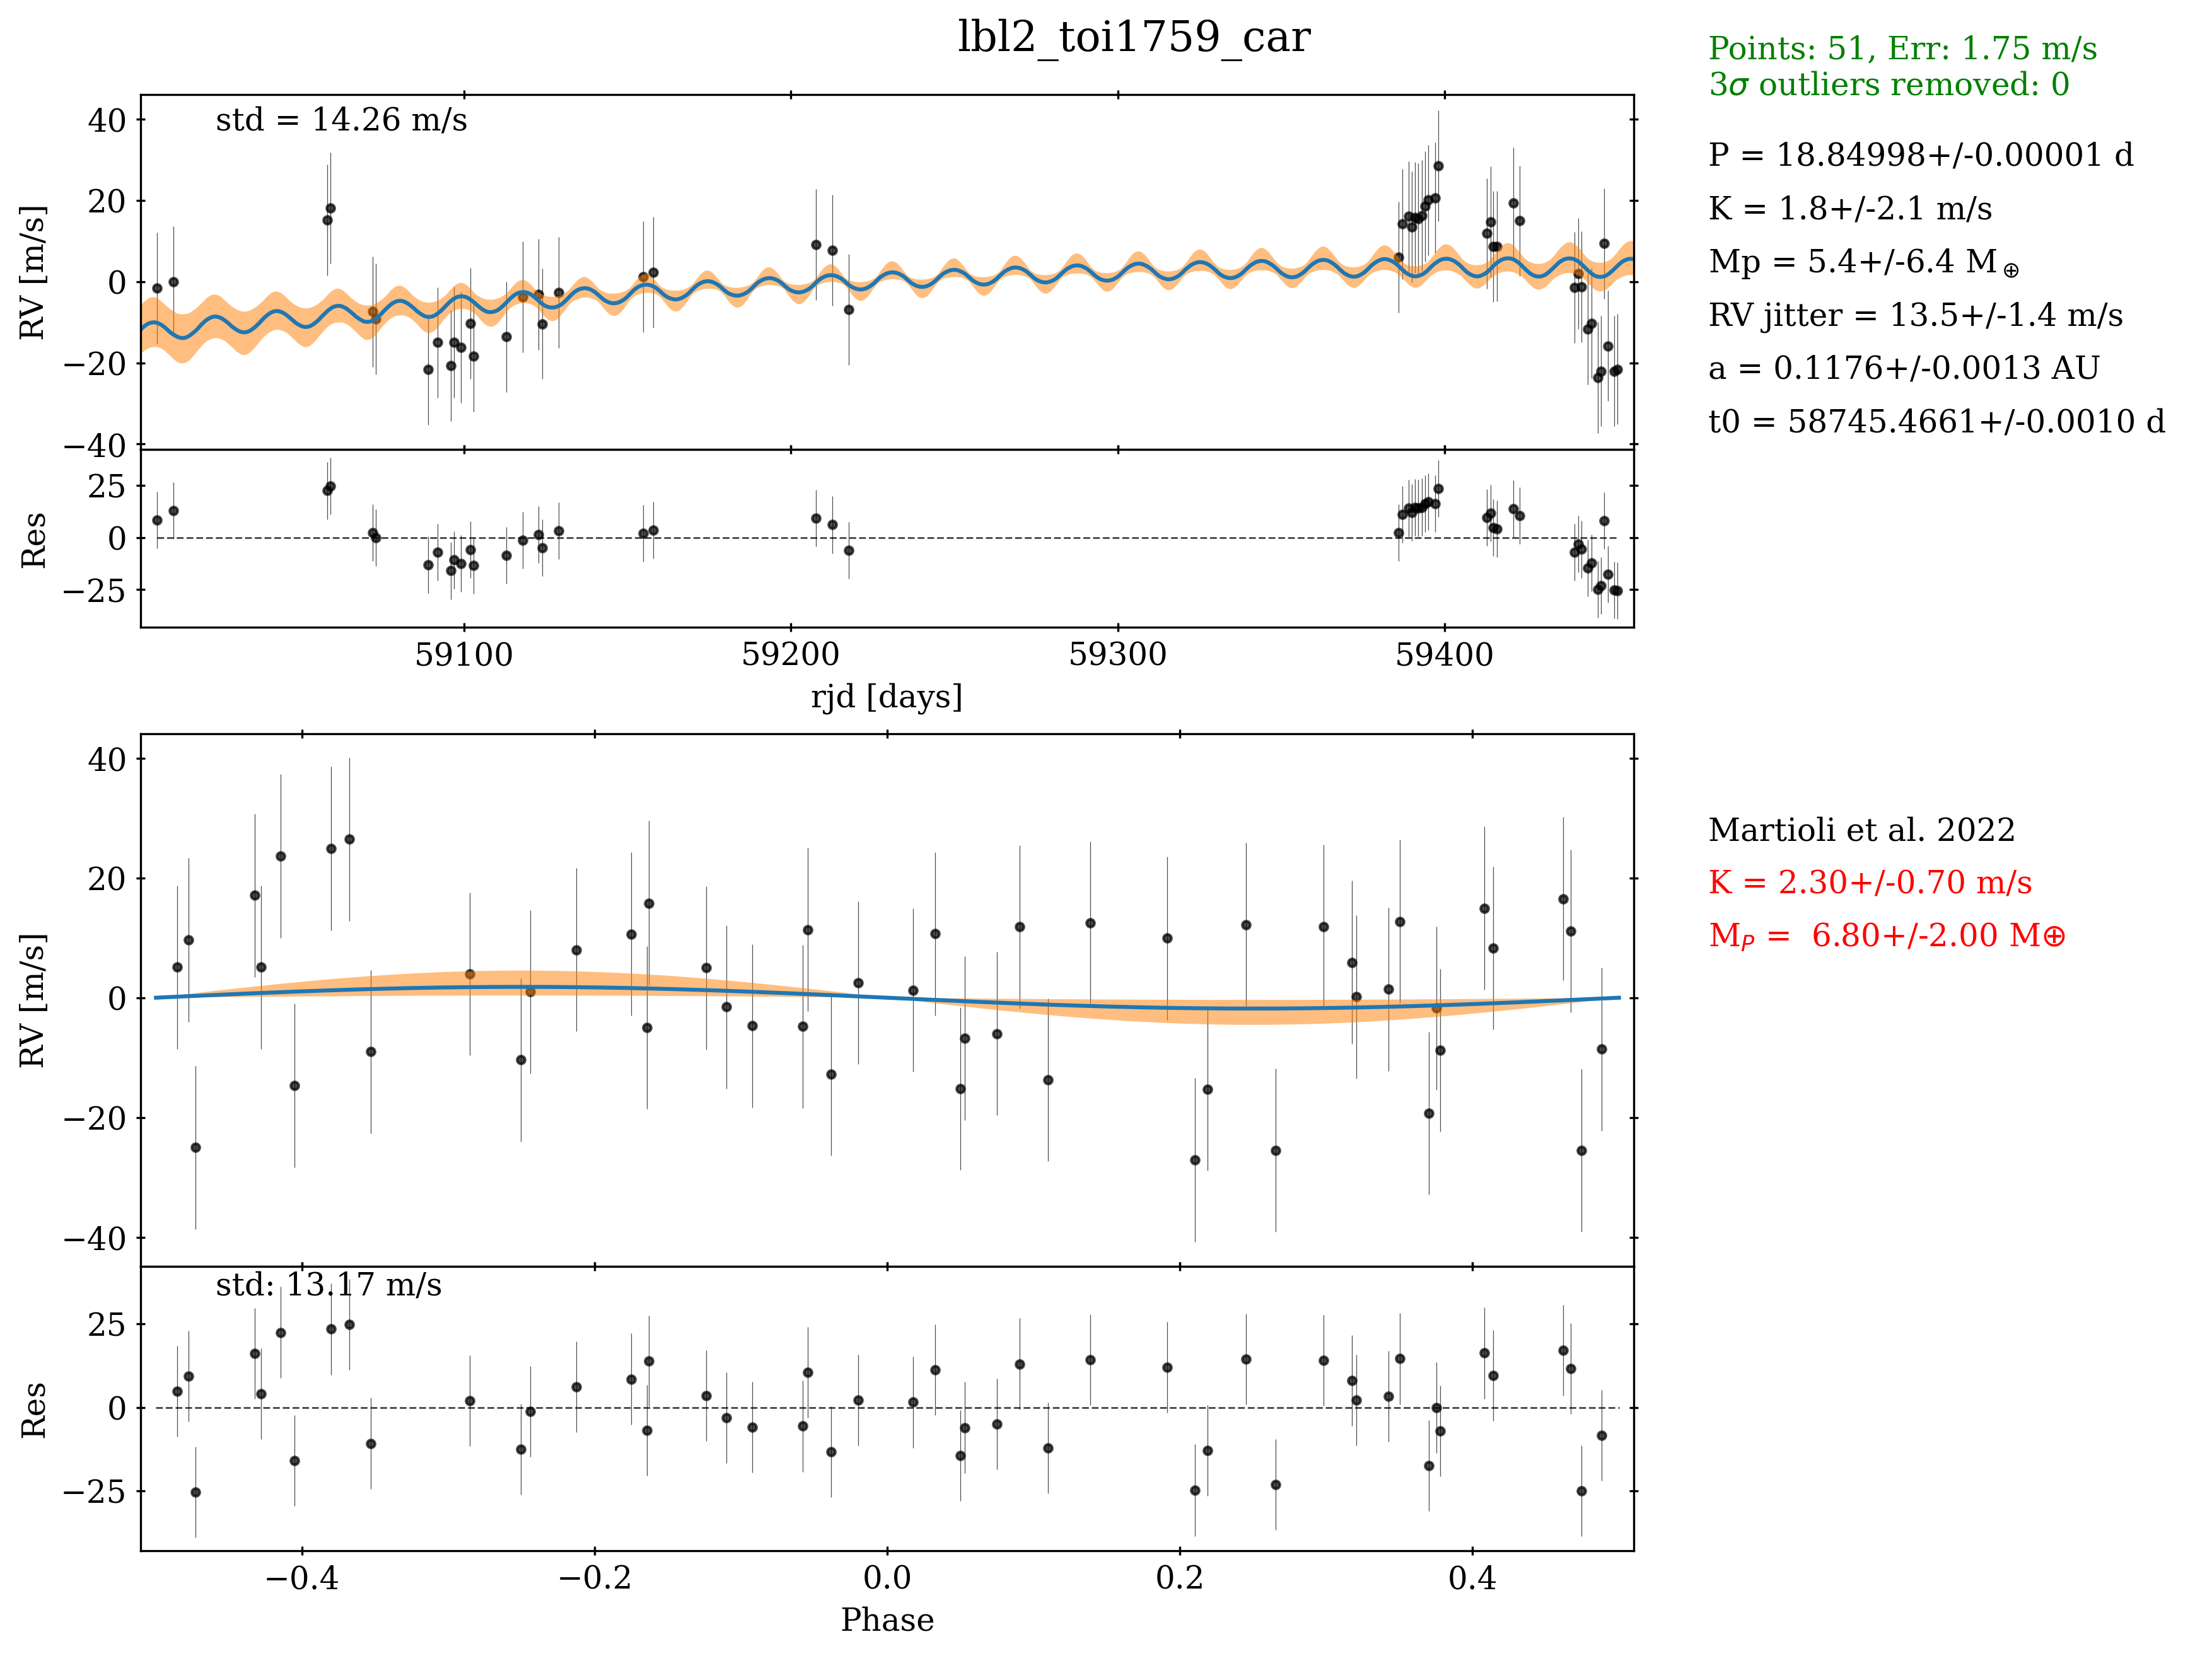 lbl2_toi1759_car
Points: 51, Err: 1.75 m/s
3σ outliers removed: 0
std = 14.26 m/s
P = 18.84998+/-0.00001 d
K = 1.8+/-2.1 m/s
Mp = 5.4+/-6.4 M⊕
RV jitter = 13.5+/-1.4 m/s
a = 0.1176+/-0.0013 AU
t0 = 58745.4661+/-0.0010 d
RV [m/s]
40
20
0
−20
−40
Res
25
0
−25
59100 59200 59300 59400
rjd [days]
RV [m/s]
40
20
0
−20
−40
Martioli et al. 2022
K = 2.30+/-0.70 m/s
M_P = 6.80+/-2.00 M⊕
std: 13.17 m/s
Res
25
0
−25
−0.4 −0.2 0.0 0.2 0.4
Phase